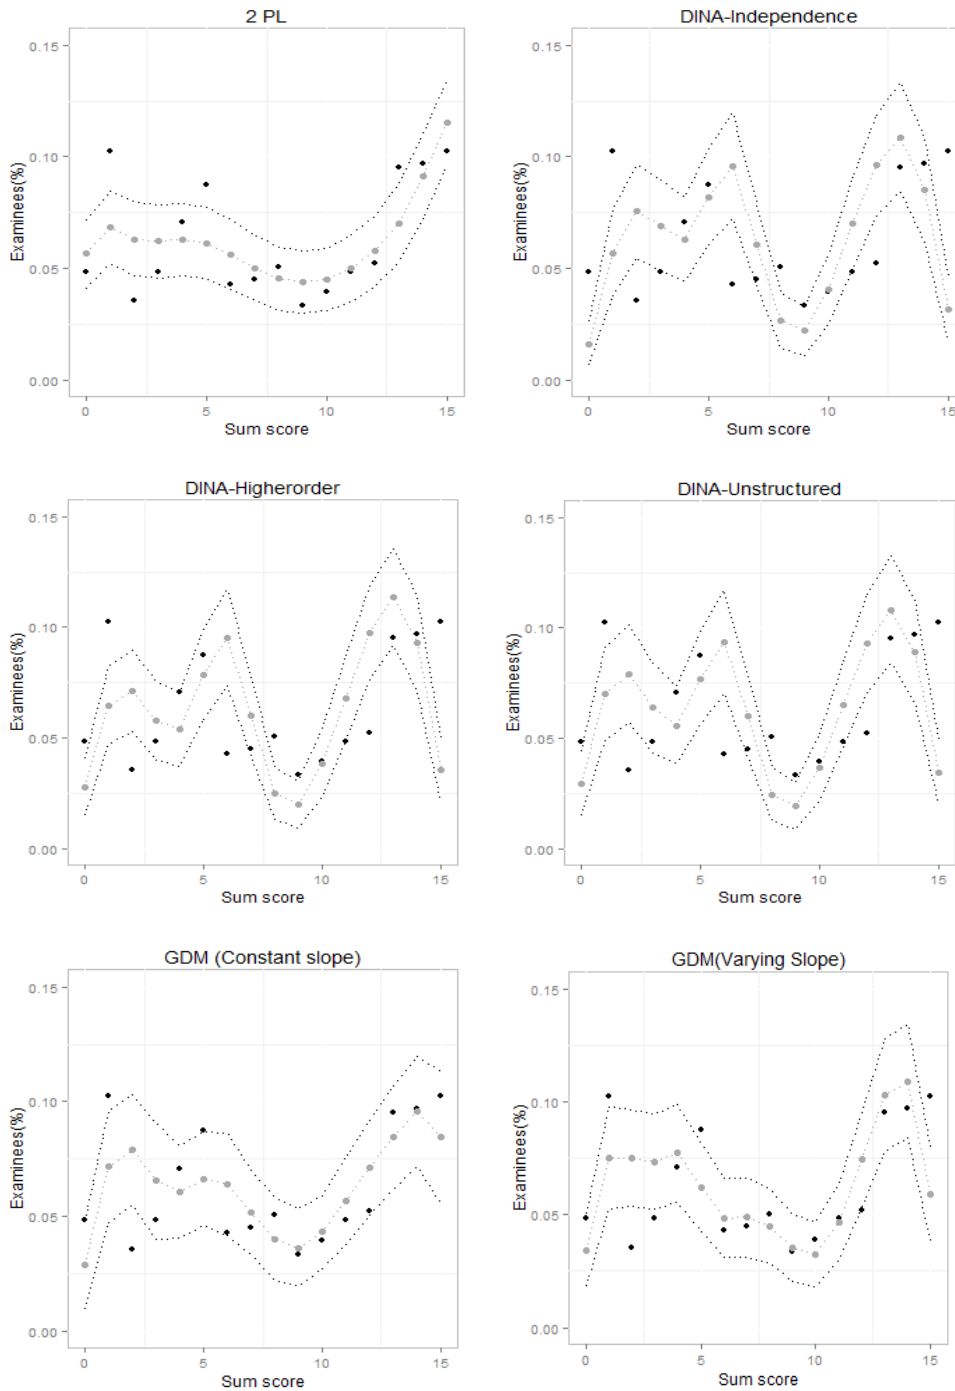 2 PL
0.15
0.10
0.05
0.00
Examinees(%)
0
5
10
15
Sum score
DINA-Independence
0.15
0.10
0.05
0.00
Examinees(%)
0
5
10
15
Sum score
DINA-Higherorder
0.15
0.10
0.05
0.00
Examinees(%)
0
5
10
15
Sum score
DINA-Unstructured
0.15
0.10
0.05
0.00
Examinees(%)
0
5
10
15
Sum score
GDM (Constant slope)
0.15
0.10
0.05
0.00
Examinees(%)
0
5
10
15
Sum score
GDM(Varying Slope)
0.15
0.10
0.05
0.00
Examinees(%)
0
5
10
15
Sum score